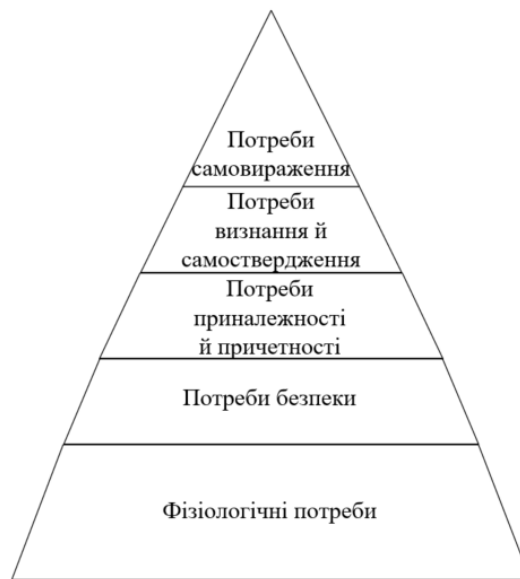 Потреби
самовираження
Потреби
визнання й
самоствердження
Потреби
приналежності
й причетності
Потреби безпеки
Фізіологічні потреби